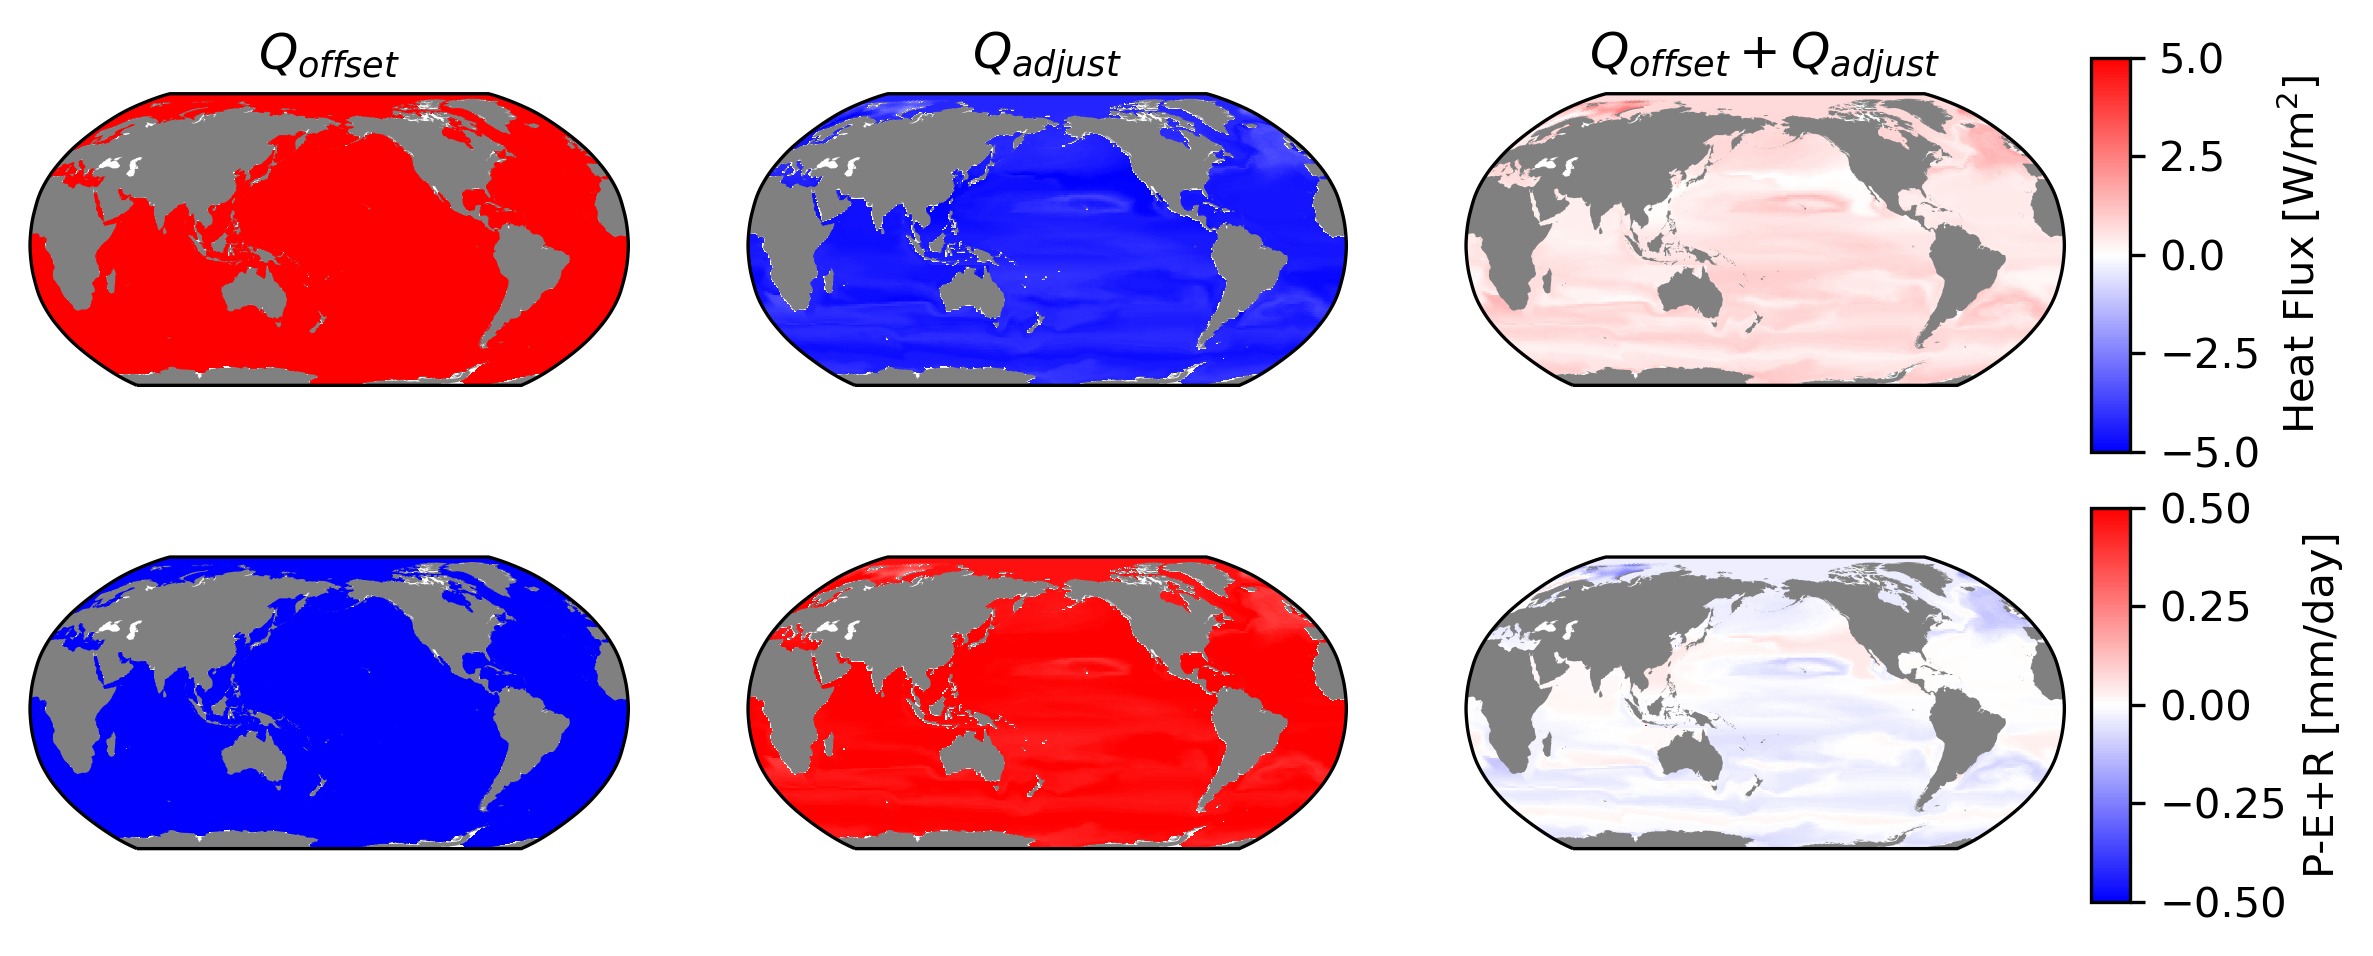 Q_offset
Q_adjust
Q_offset + Q_adjust
5.0
2.5
0.0
−2.5
−5.0
Heat Flux [W/m²]
0.50
0.25
0.00
−0.25
−0.50
P-E+R [mm/day]